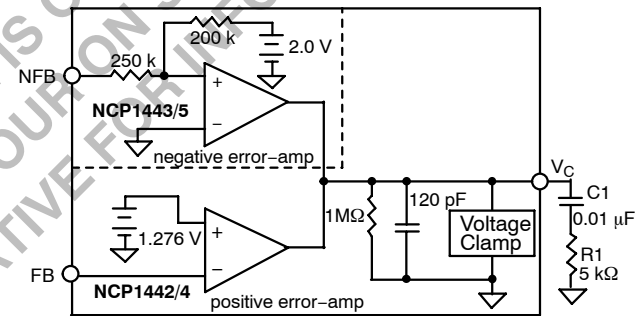 200 k
2.0 V
250 k
NFB
+
NCP1443/5
−
negative error−amp
VC
1MΩ
120 pF
C1
0.01 μF
Voltage
Clamp
+
1.276 V
R1
5 kΩ
FB
−
NCP1442/4
positive error−amp